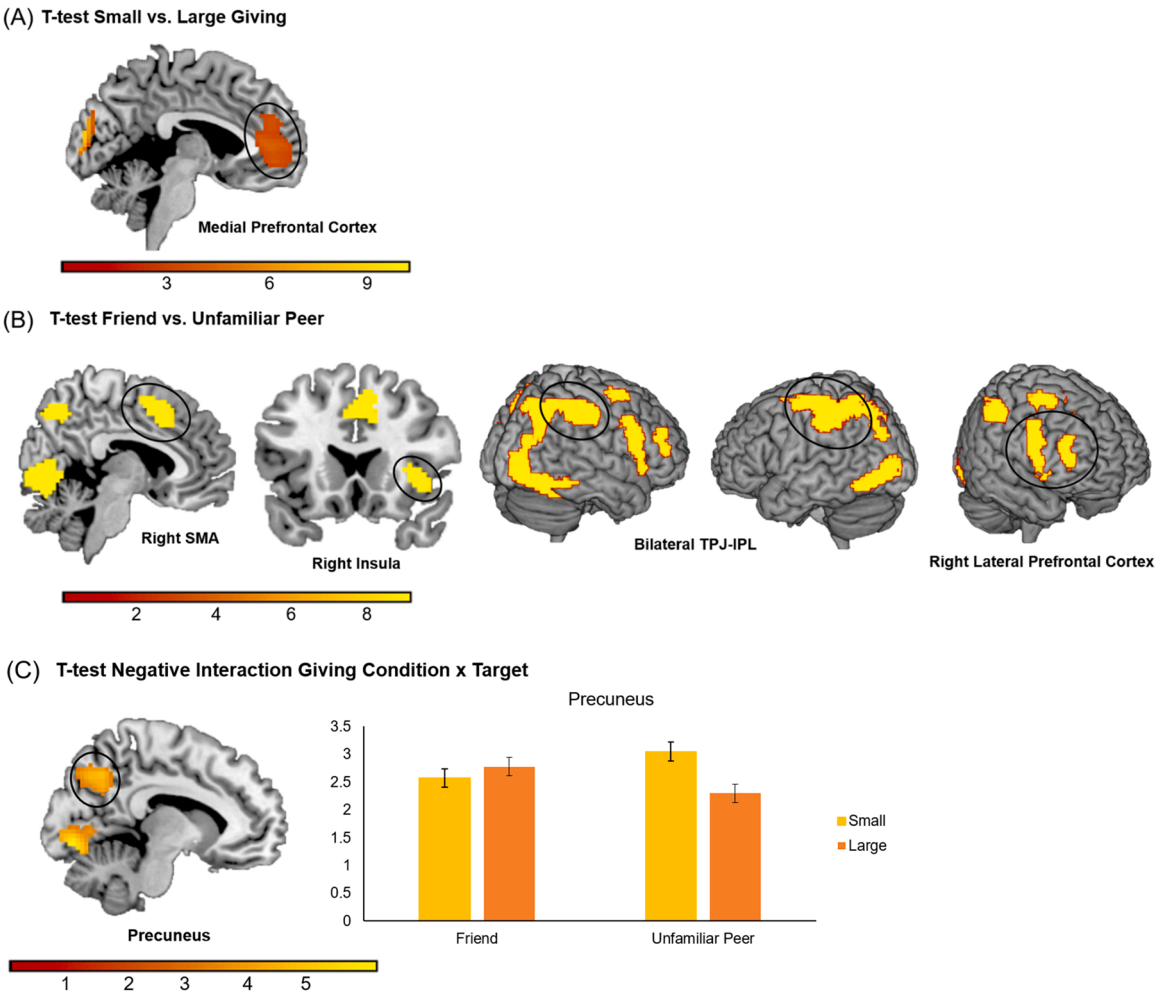 (A) T-test Small vs. Large Giving
Medial Prefrontal Cortex
3 6 9
(B) T-test Friend vs. Unfamiliar Peer
Right SMA
Right Insula
Bilateral TPJ-IPL
Right Lateral Prefrontal Cortex
2 4 6 8
(C) T-test Negative Interaction Giving Condition x Target
Precuneus
3.5
3
2.5
2
1.5
1
0.5
0
Friend Unfamiliar Peer
Small
Large
Precuneus
1 2 3 4 5